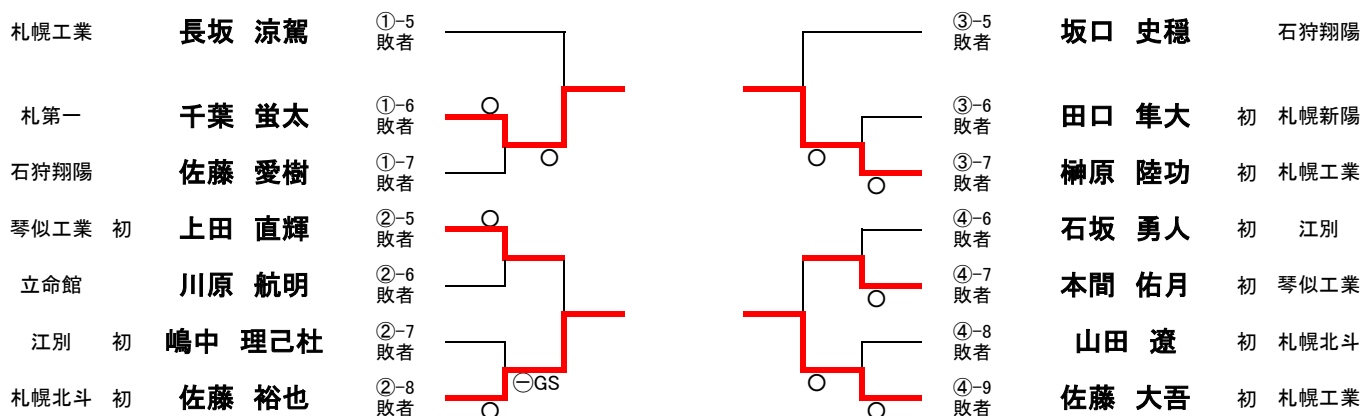 札幌工業 長坂 涼駕 ①-5 敗者
札第一 千葉 蛍太 ①-6 敗者 〇
石狩翔陽 佐藤 愛樹 ①-7 敗者 〇
琴似工業 初 上田 直輝 ②-5 敗者 〇
立命館 川原 航明 ②-6 敗者
江別 初 嶋中 理己杜 ②-7 敗者
㊀GS
札幌北斗 初 佐藤 裕也 ②-8 敗者 〇
③-5 敗者 坂口 史穏 石狩翔陽
③-6 敗者 田口 隼大 初 札幌新陽
〇 〇 ③-7 敗者 榊原 陸功 初 札幌工業
④-6 敗者 石坂 勇人 初 江別
〇 ④-7 敗者 本間 佑月 初 琴似工業
④-8 敗者 山田 遼 初 札幌北斗
〇 〇 ④-9 敗者 佐藤 大吾 初 札幌工業